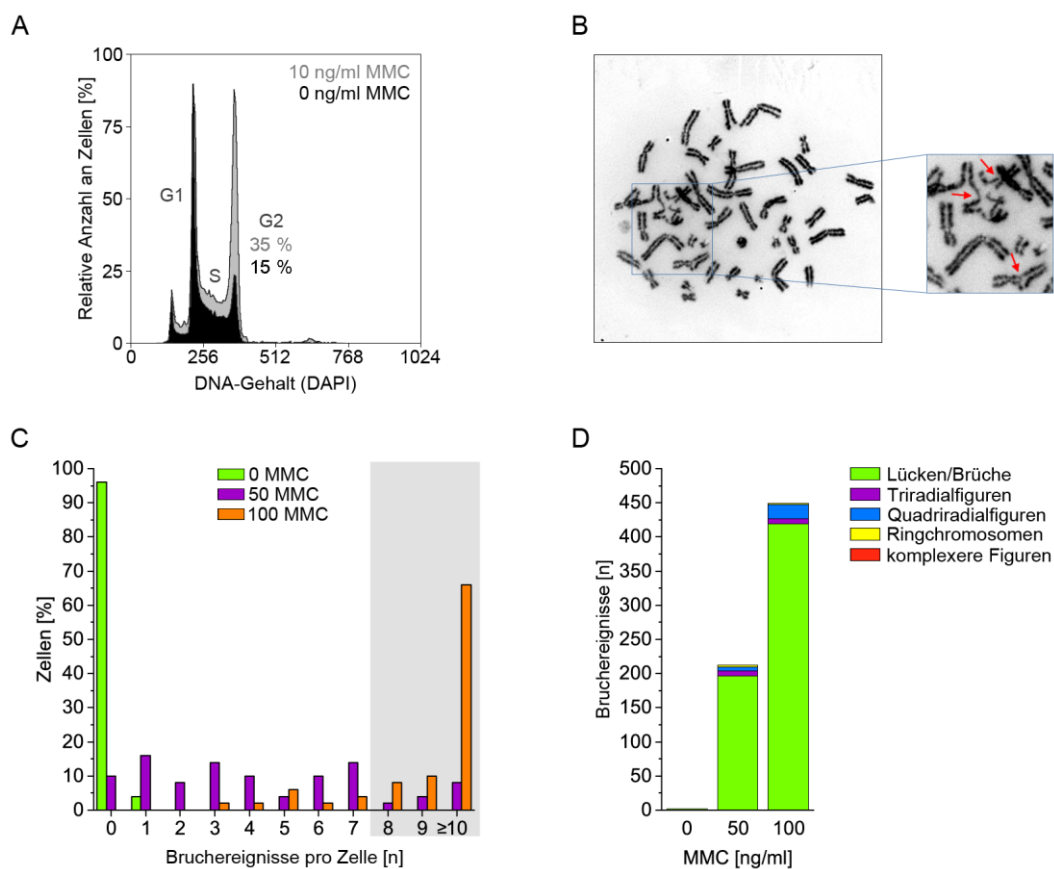 A
Relative Anzahl an Zellen [%]
100
75
50
25
0
10 ng/ml MMC
0 ng/ml MMC
G1
S
G2
35 %
15 %
0 256 512 768 1024
DNA-Gehalt (DAPI)
B
C
Zellen [%]
100
90
80
70
60
50
40
30
20
10
0
0 MMC
50 MMC
100 MMC
0 1 2 3 4 5 6 7 8 9 ≥10
Bruchereignisse pro Zelle [n]
D
Bruchereignisse [n]
500
450
400
350
300
250
200
150
100
50
0
0 50 100
MMC [ng/ml]
Lücken/Brüche
Triradialfiguren
Quadriradialfiguren
Ringchromosomen
komplexere Figuren